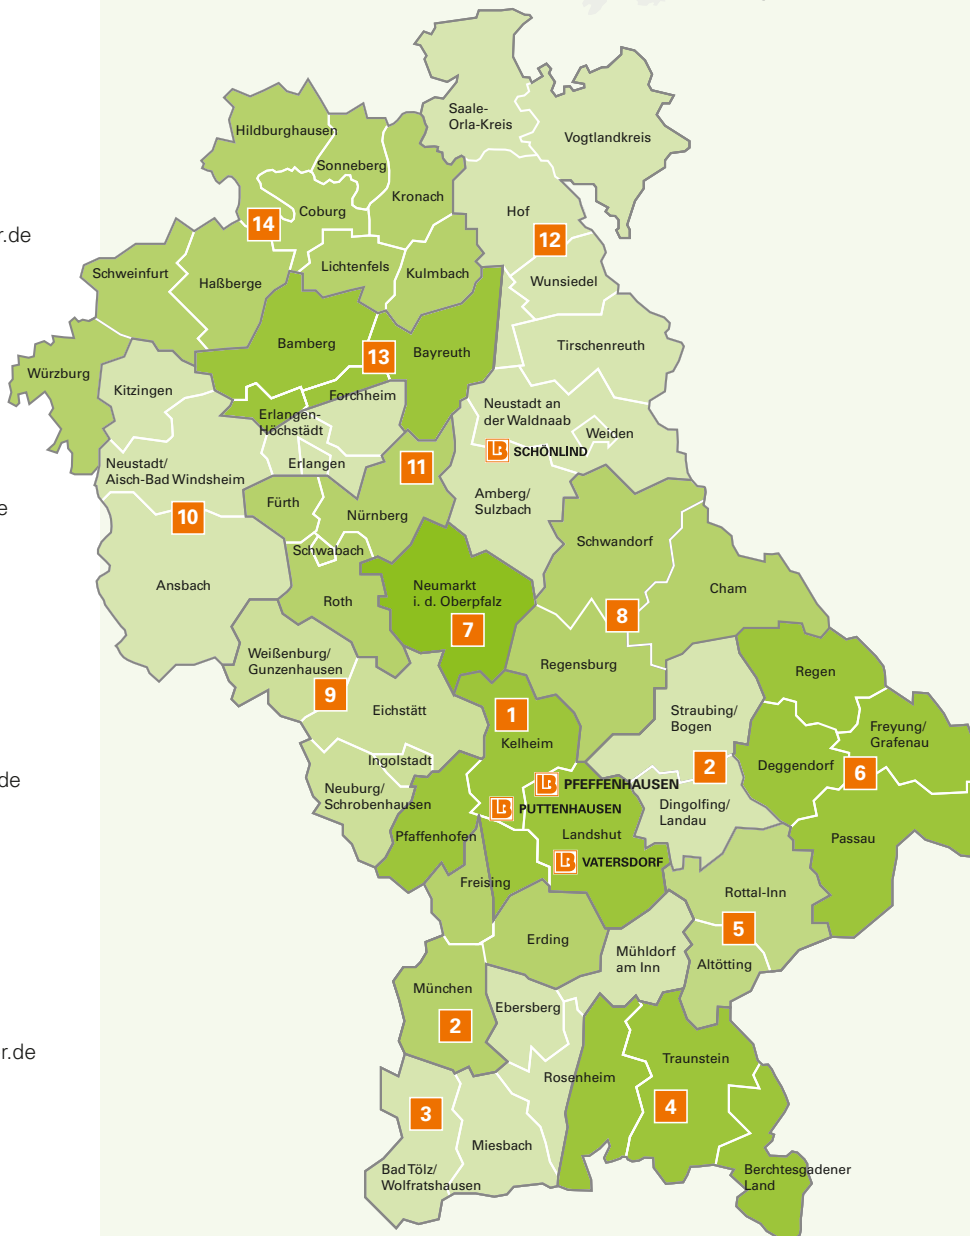 Saale-
Orla-Kreis
Vogtlandkreis
Hildburghausen
Sonneberg
Kronach
Coburg
14
Hof
12
r.de
Schweinfurt
Haßberge
Lichtenfels
Kulmbach
Wunsiedel
Bamberg
13
Bayreuth
Tirschenreuth
Würzburg
Kitzingen
Forchheim
Erlangen-
Höchstädt
Neustadt an
der Waldnaab
Weiden
LB SCHÖNLIND
Neustadt/
Aisch-Bad Windsheim
Erlangen
11
Amberg/
Sulzbach
e
10
Fürth
Nürnberg
Schwabach
Schwandorf
Ansbach
Roth
Neumarkt
i. d. Oberpfalz
7
Cham
8
Weißenburg/
Gunzenhausen
9
Eichstätt
Regensburg
Regen
1
Kelheim
Straubing/
Bogen
Freyung/
Grafenau
de
Ingolstadt
2
Deggendorf
6
Neuburg/
Schrobenhausen
LB PFEFFENHAUSEN
LB PUTTENHAUSEN
Dingolfing/
Landau
Pfaffenhofen
Landshut
Passau
LB VATERSDORF
Freising
Rottal-Inn
5
Erding
Mühldorf
am Inn
Altötting
München
2
Ebersberg
r.de
Rosenheim
Traunstein
4
3
Miesbach
Bad Tölz/
Wolfratshausen
Berchtesgadener
Land